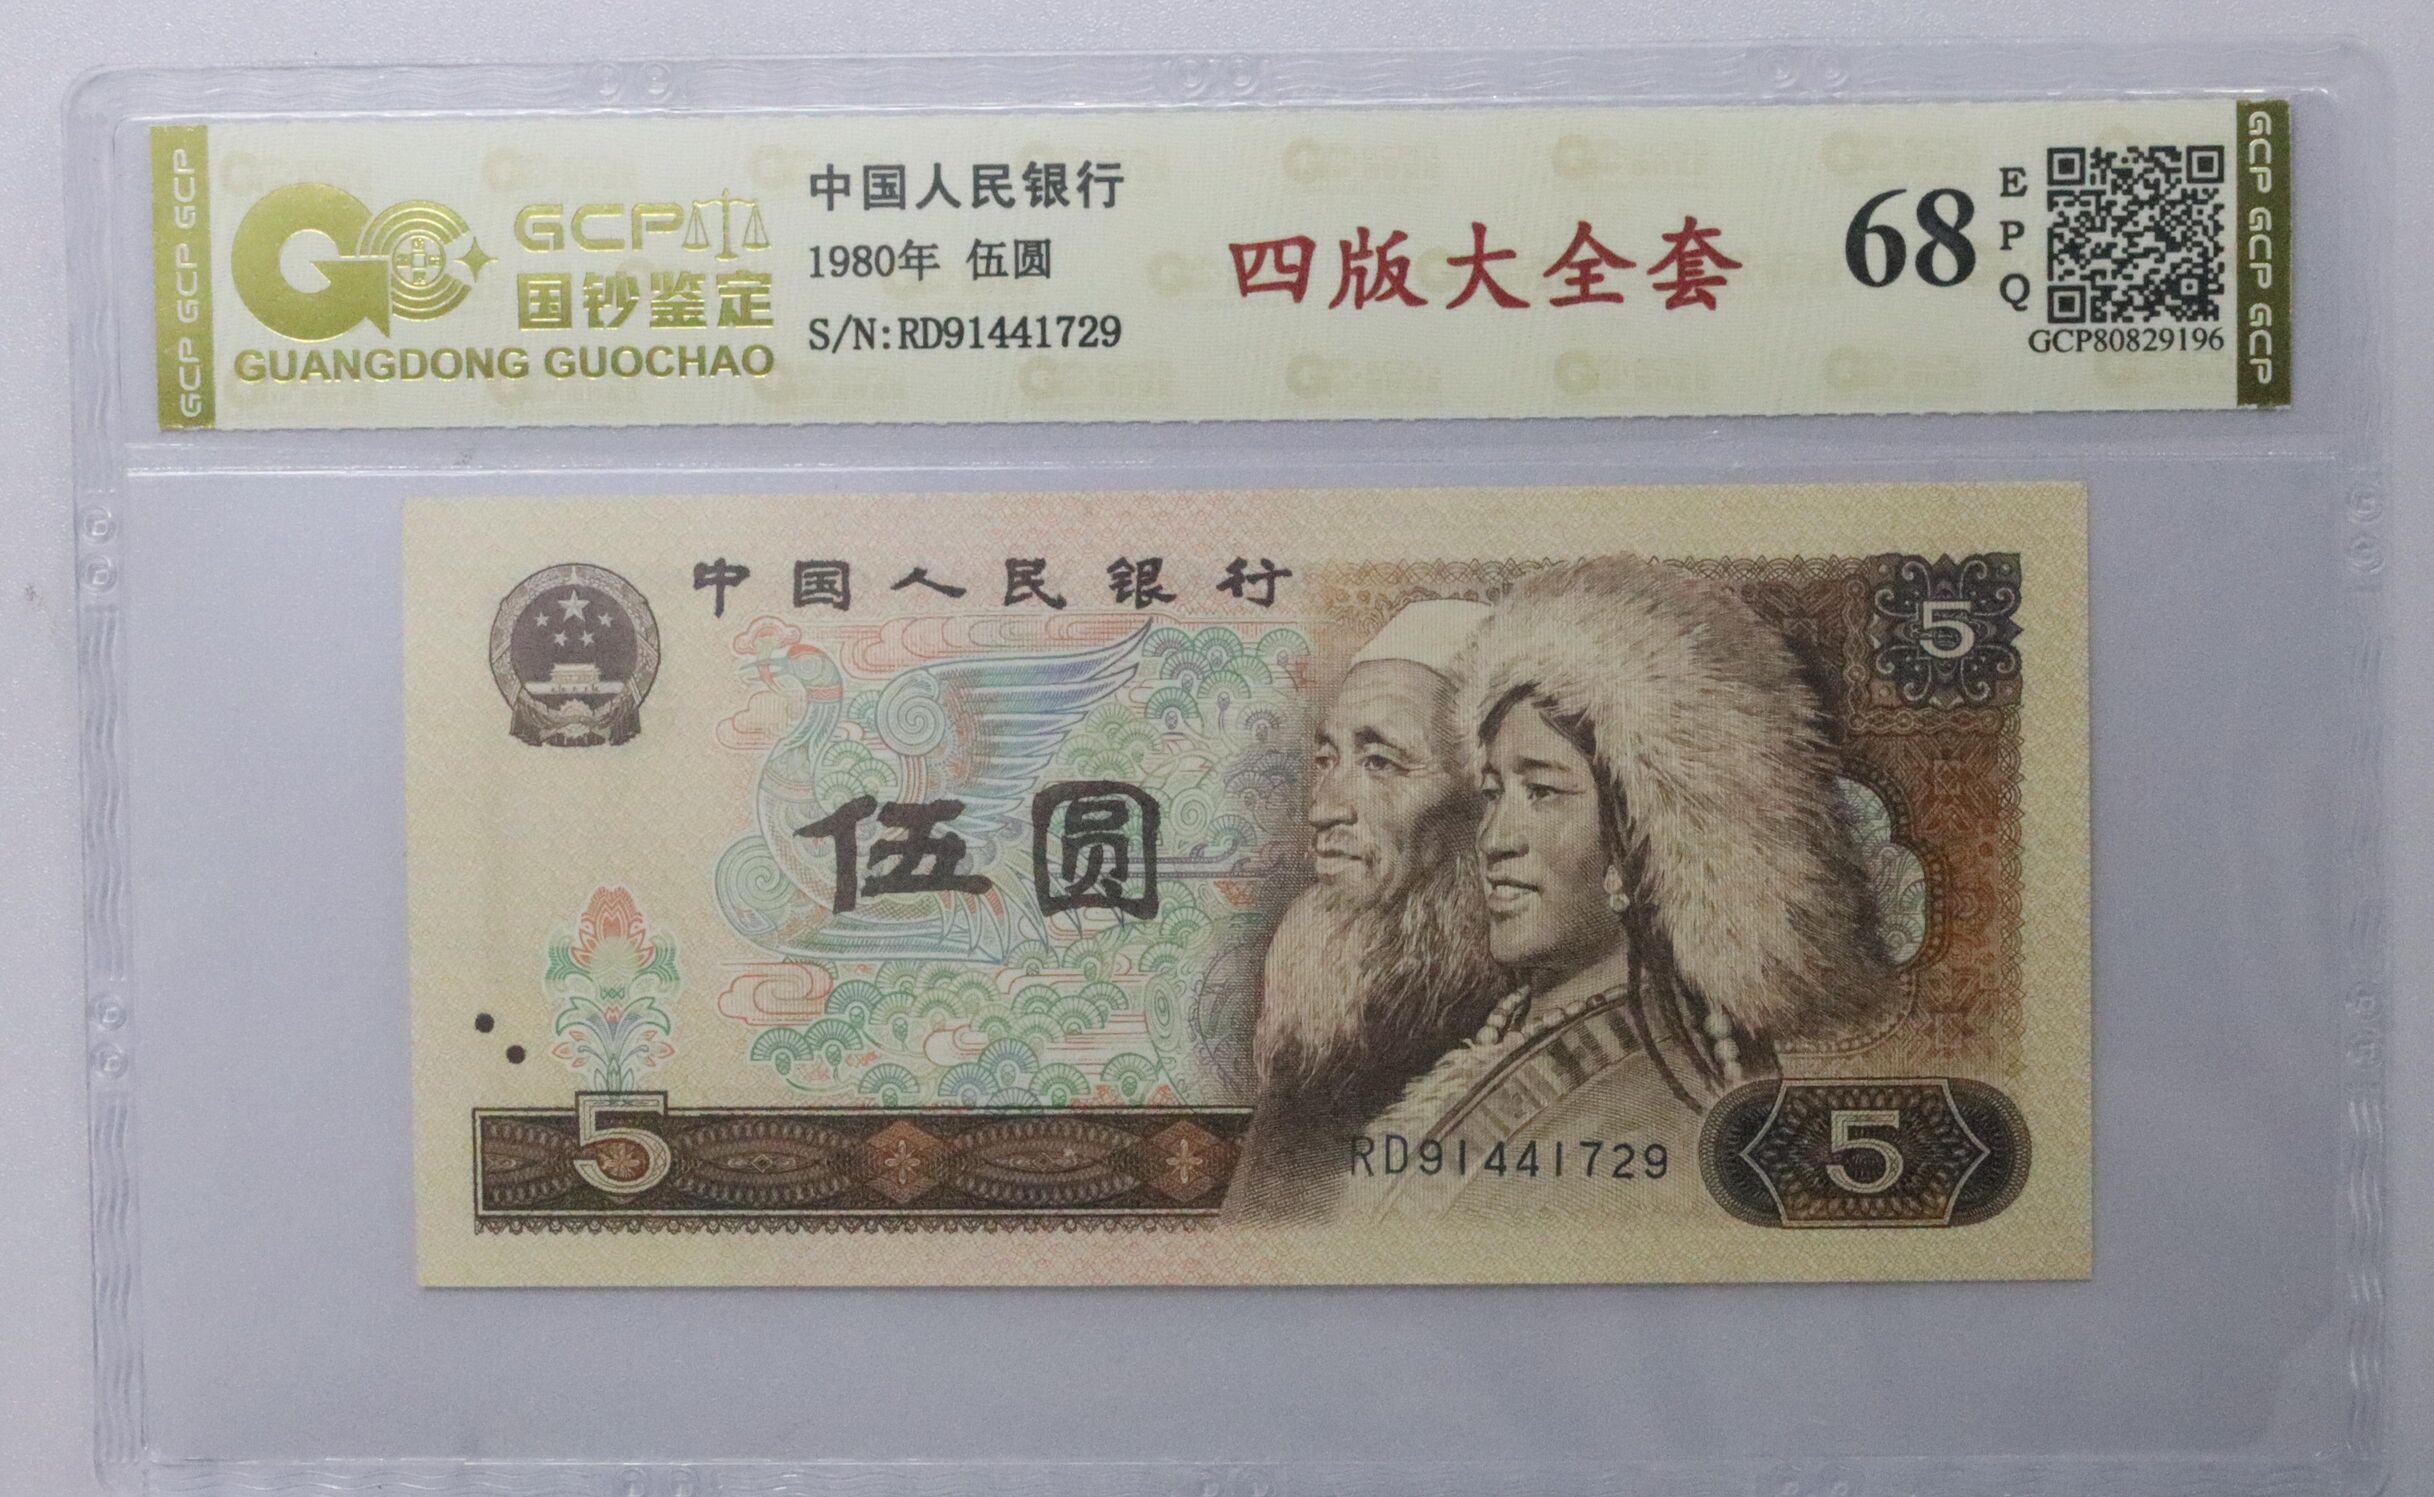 GCP GCP GCP
GCP
国钞鉴定
GUANGDONG GUOCHAO
中国人民银行
1980年 伍圆
S/N:RD91441729
四版大全套
68
EPQ
GCP80829196
GCP GCP GCP
中国人民银行
5
伍圆
5
RD91441729
5